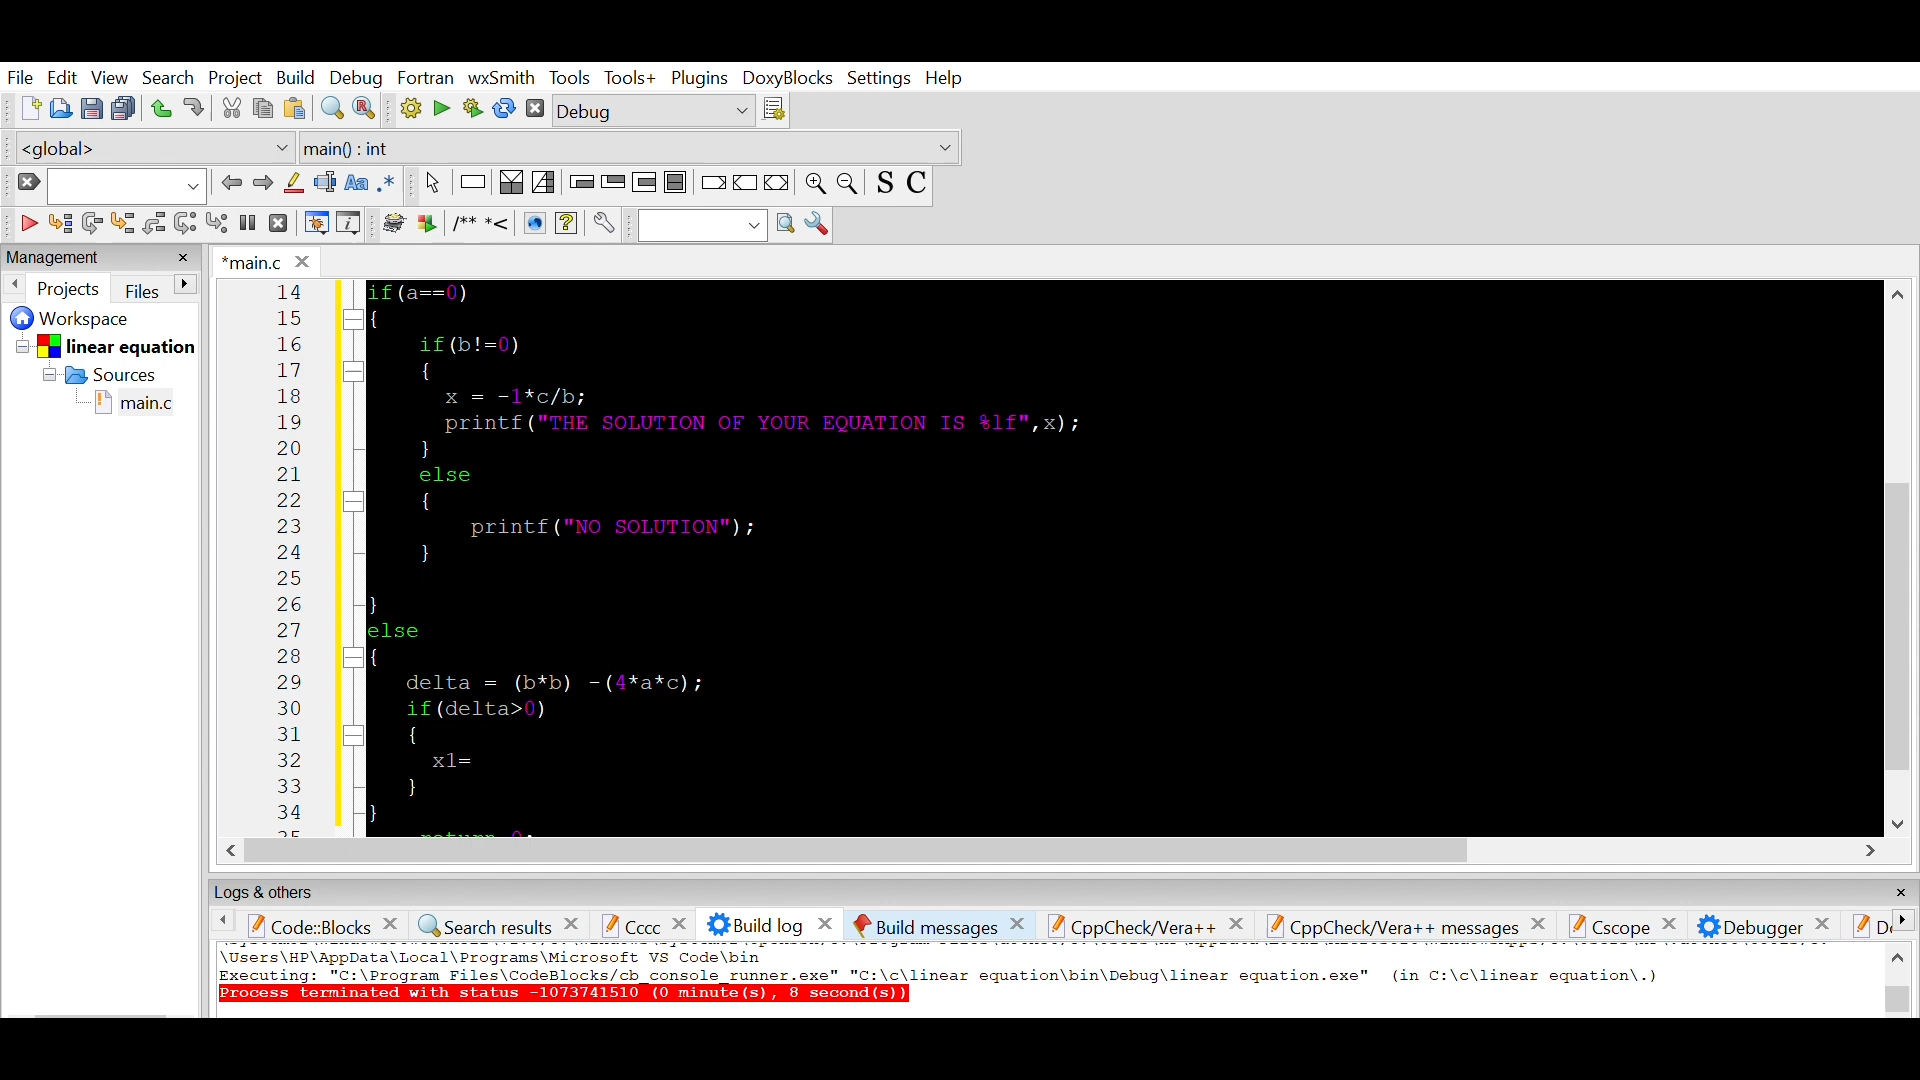 File Edit View Search Project Build Debug Fortran wxSmith Tools Tools+ Plugins DoxyBlocks Settings Help
Debug
<global> main() : int
Aa .* S C
/** *<
Management
*main.c
Projects Files
Workspace
linear equation
Sources
main.c
14 if(a==0)
15 {
16 if(b!=0)
17 {
18 x = -1*c/b;
19 printf("THE SOLUTION OF YOUR EQUATION IS %lf",x);
20 }
21 else
22 {
23 printf("NO SOLUTION");
24 }
25
26 }
27 else
28 {
29 delta = (b*b) -(4*a*c);
30 if(delta>0)
31 {
32 x1=
33 }
34 }
35 return 0;
Logs & others
Code::Blocks Search results Cccc Build log Build messages CppCheck/Vera++ CppCheck/Vera++ messages Cscope Debugger
\Users\HP\AppData\Local\Programs\Microsoft VS Code\bin
Executing: "C:\Program Files\CodeBlocks/cb_console_runner.exe" "C:\c\linear equation\bin\Debug\linear equation.exe" (in C:\c\linear equation\.)
Process terminated with status -1073741510 (0 minute(s), 8 second(s))